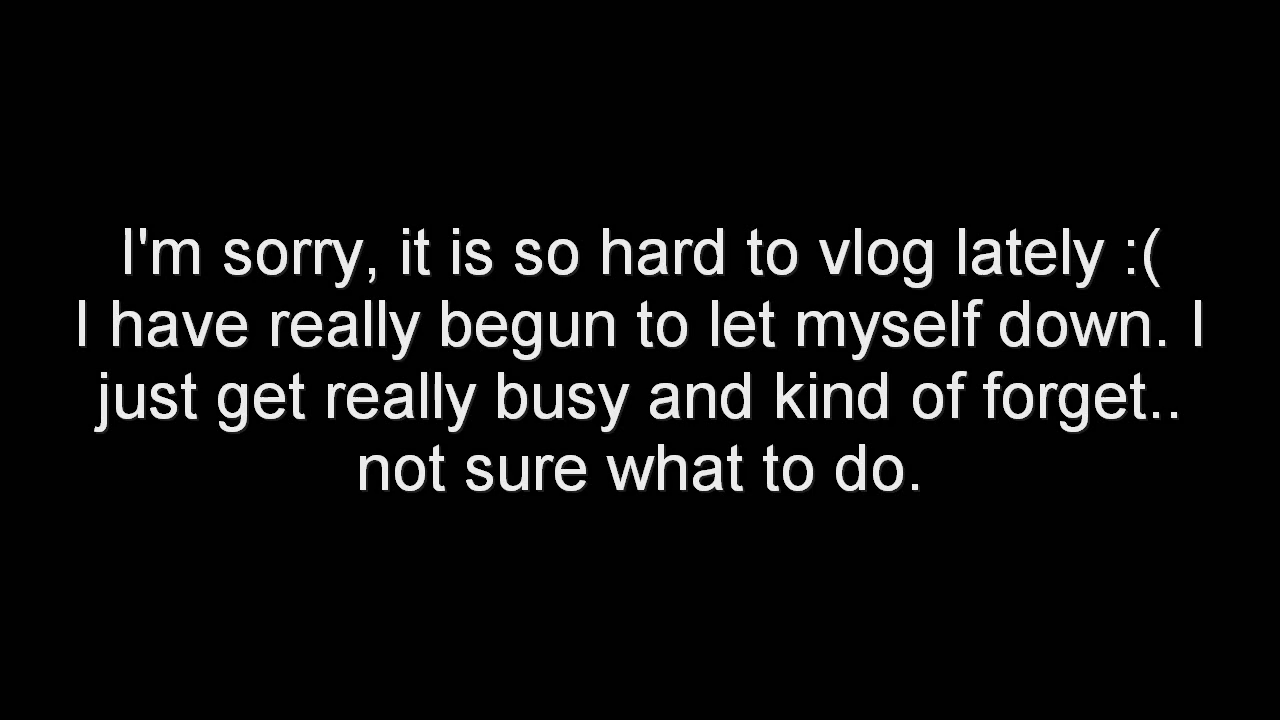 I'm sorry, it is so hard to vlog lately :(
I have really begun to let myself down. I
just get really busy and kind of forget..
not sure what to do.